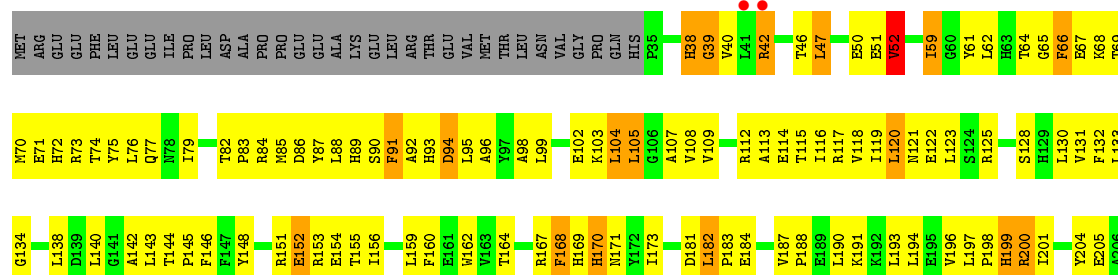 MET ARG GLU GLU PHE LEU GLU GLU ILE PRO LEU ASP ALA PRO PRO GLU GLU ALA LYS GLU LEU ARG THR GLU VAL MET THR LEU ASN VAL GLY PRO GLN HIS P35 H38 G39 V40 L41 R42 T46 L47 E50 E51 V52 I59 G60 Y61 L62 H63 T64 G65 F66 E67 K68
M70 E71 H72 R73 T74 Y75 L76 Q77 N78 I79 T82 P83 R84 M85 D86 Y87 L88 H89 S90 F91 A92 H93 D94 L95 A96 Y97 A98 L99 E102 K103 L104 L105 G106 A107 V108 V109 R112 A113 E114 T115 I116 R117 V118 I119 L120 N121 E122 L123 S124 R125 S128 H129 L130 V131 F132
G134 L138 D139 L140 G141 A142 L143 T144 P145 F146 F147 Y148 R151 E152 R153 E154 T155 I156 L159 F160 E161 W162 V163 T164 R167 F168 H170 N171 Y172 I173 D181 L182 P183 E184 V187 P188 E189 L190 K191 K192 L193 L194 E195 V196 L197 P198 H199 R200 I201 Y204 E205